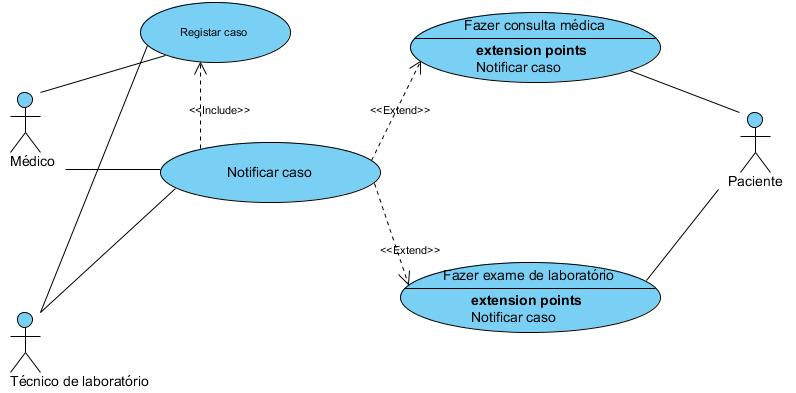 Registar caso
Fazer consulta médica
extension points
Notificar caso
<<Include>>
<<Extend>>
Médico
Notificar caso
Paciente
<<Extend>>
Fazer exame de laboratório
extension points
Notificar caso
Técnico de laboratório